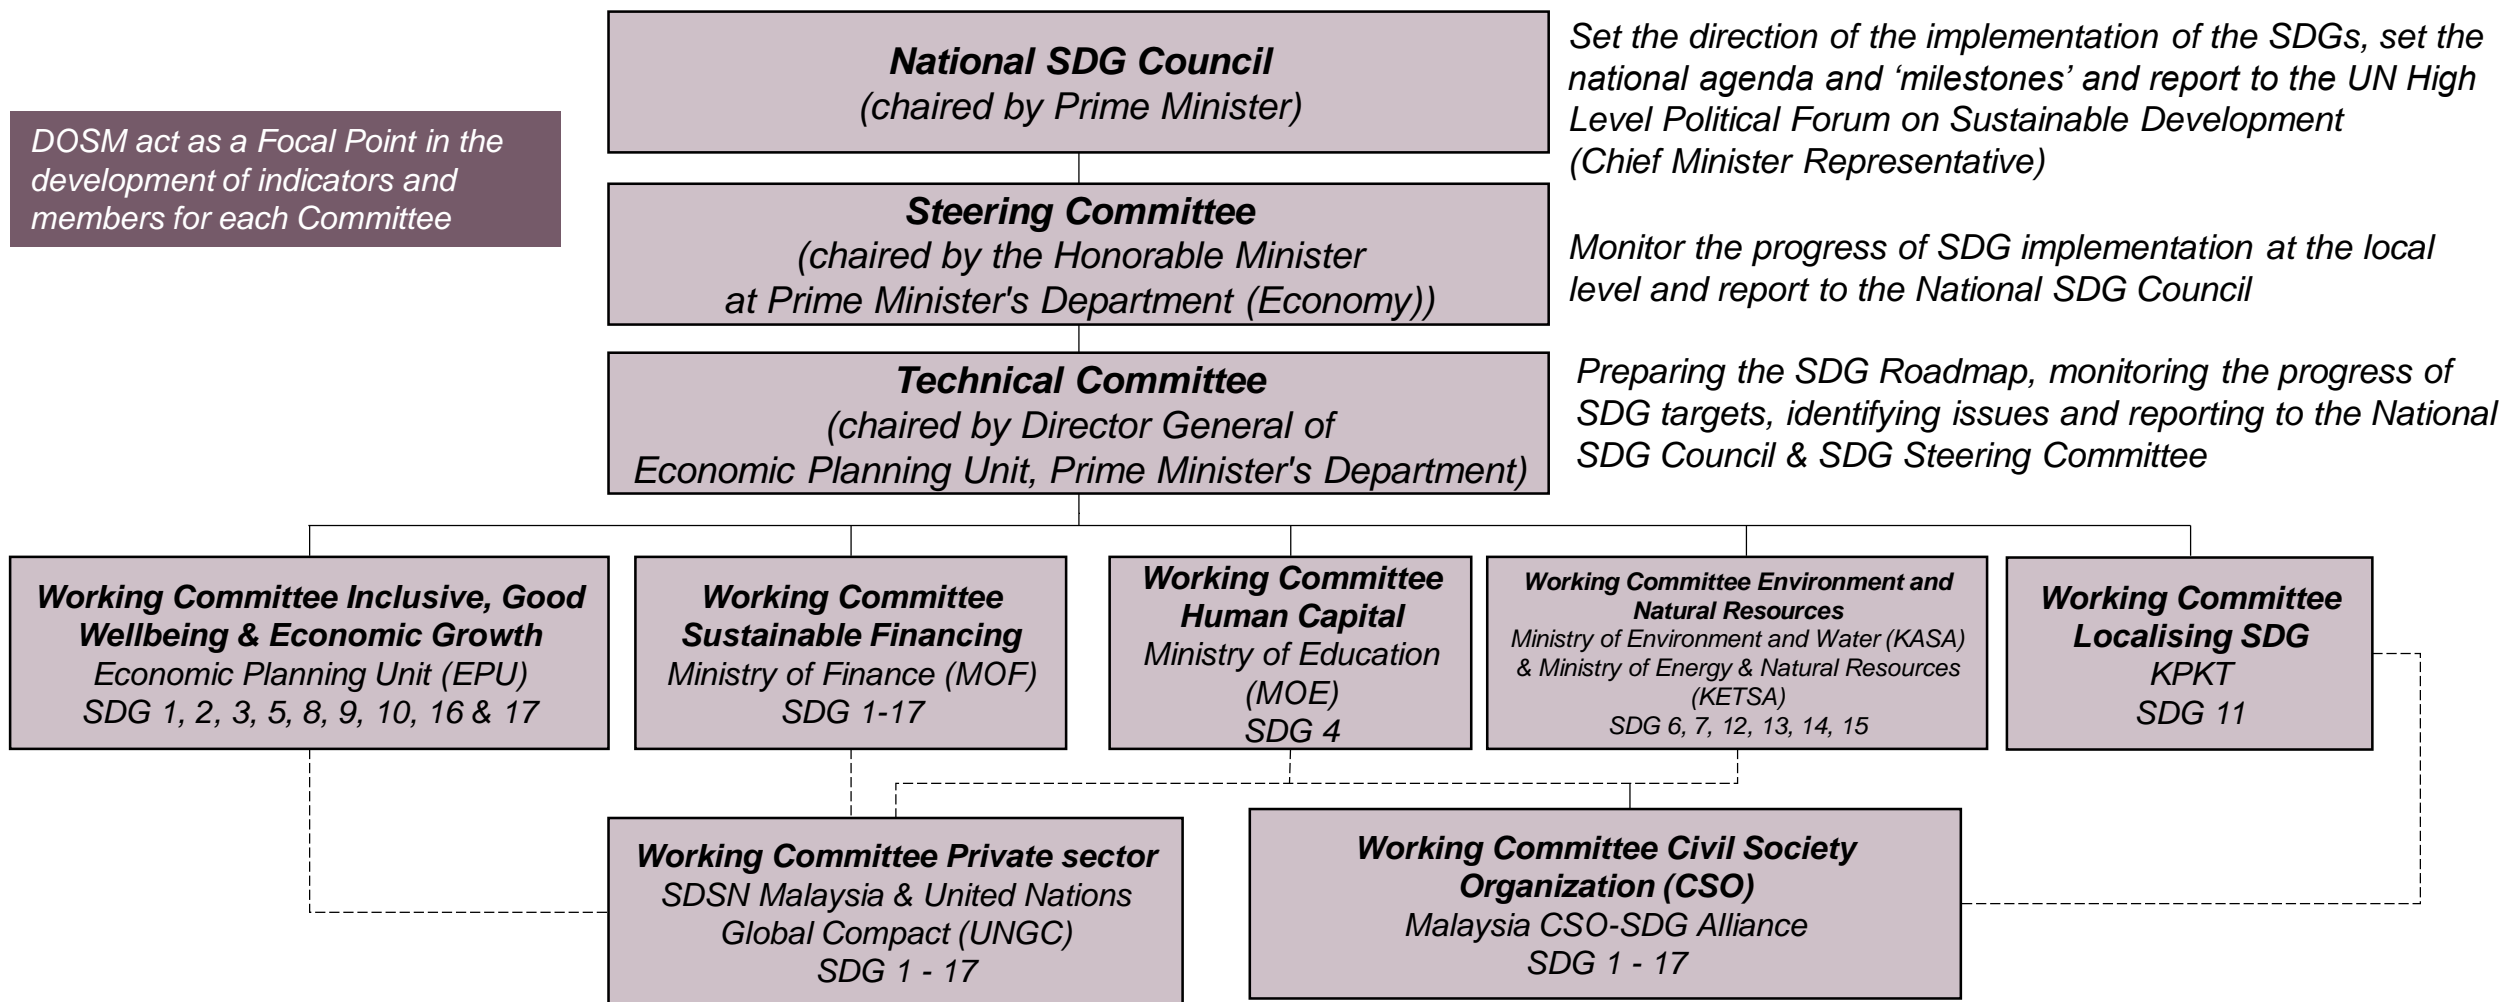 National SDG Council
(chaired by Prime Minister)
Set the direction of the implementation of the SDGs, set the
national agenda and ‘milestones’ and report to the UN High
Level Political Forum on Sustainable Development
(Chief Minister Representative)
DOSM act as a Focal Point in the
development of indicators and
members for each Committee
Steering Committee
(chaired by the Honorable Minister
at Prime Minister's Department (Economy))
Monitor the progress of SDG implementation at the local
level and report to the National SDG Council
Technical Committee
(chaired by Director General of
Economic Planning Unit, Prime Minister's Department)
Preparing the SDG Roadmap, monitoring the progress of
SDG targets, identifying issues and reporting to the National
SDG Council & SDG Steering Committee
Working Committee Inclusive, Good
Wellbeing & Economic Growth
Economic Planning Unit (EPU)
SDG 1, 2, 3, 5, 8, 9, 10, 16 & 17
Working Committee
Sustainable Financing
Ministry of Finance (MOF)
SDG 1-17
Working Committee
Human Capital
Ministry of Education
(MOE)
SDG 4
Working Committee Environment and
Natural Resources
Ministry of Environment and Water (KASA)
& Ministry of Energy & Natural Resources
(KETSA)
SDG 6, 7, 12, 13, 14, 15
Working Committee
Localising SDG
KPKT
SDG 11
Working Committee Private sector
SDSN Malaysia & United Nations
Global Compact (UNGC)
SDG 1 - 17
Working Committee Civil Society
Organization (CSO)
Malaysia CSO-SDG Alliance
SDG 1 - 17